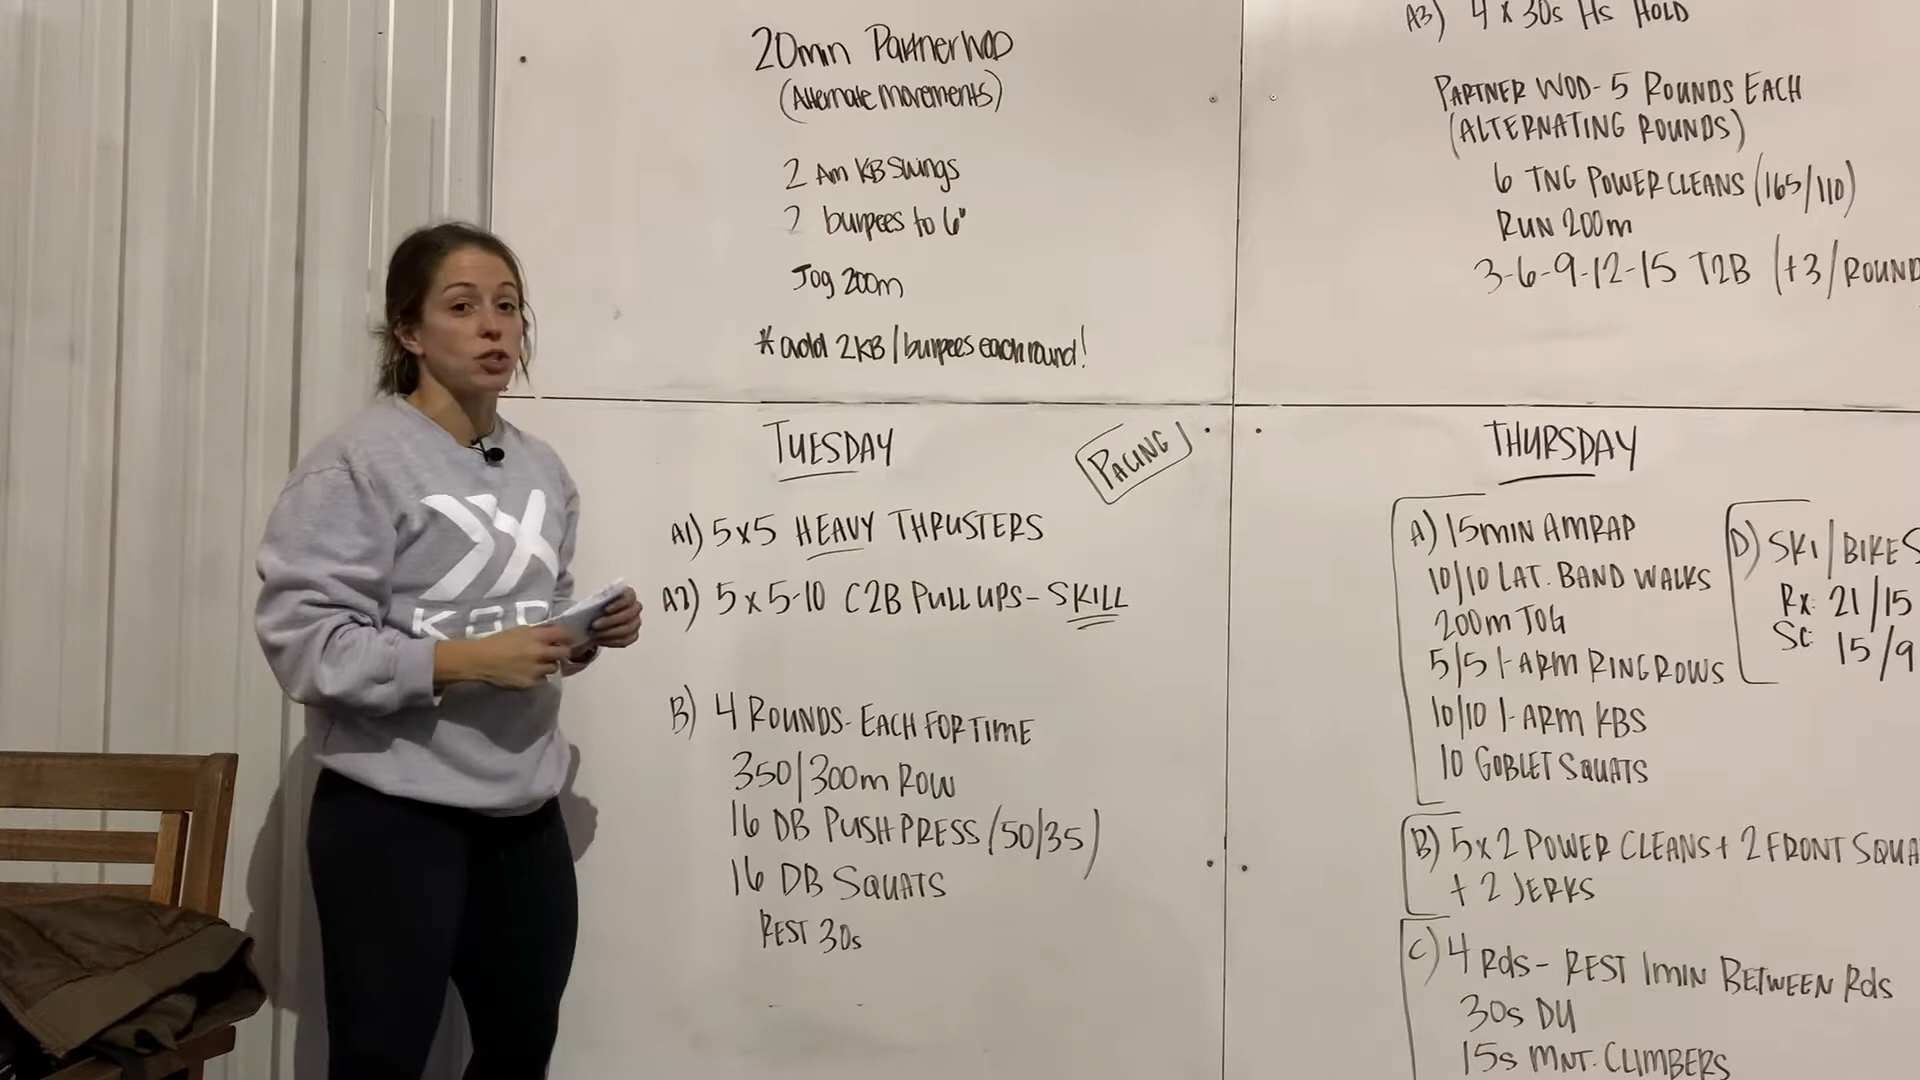 20min Partner WOD
(Alternate Movements)
2 Am KB Swings
2 burpees to 6"
Jog 200m
* add 2KB/burpees each round!
A3) 4 x 30s HS HOLD
PARTNER WOD- 5 ROUNDS EACH
(ALTERNATING ROUNDS)
6 TNG POWER CLEANS (165/110)
RUN 200m
3-6-9-12-15 T2B (+3/ROUND
TUESDAY
PACING
A1) 5x5 HEAVY THRUSTERS
A2) 5 x 5-10 C2B PULL UPS- SKILL
B) 4 ROUNDS- EACH FOR TIME
350/300m ROW
16 DB PUSH PRESS (50/35)
16 DB SQUATS
REST 30s
THURSDAY
A) 15min AMRAP
10/10 LAT. BAND WALKS
200m JOG
5/5 1-ARM RING ROWS
10/10 1-ARM KBS
10 GOBLET SQUATS
D) SKI/BIKES
Rx: 21/15
Sc: 15/9
B) 5x2 POWER CLEANS + 2 FRONT SQUA
+ 2 JERKS
C) 4 Rds- REST 1min BETWEEN Rds
30s DU
15s MNT. CLIMBERS